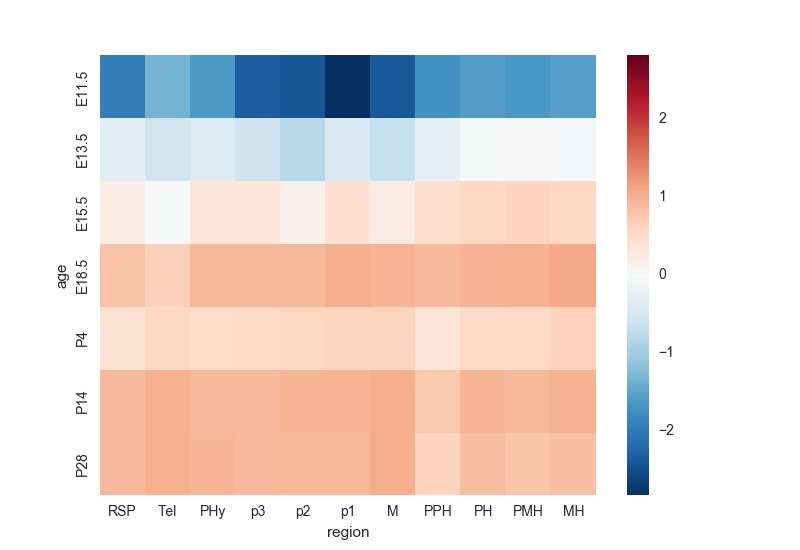 E11.5
E13.5
E15.5
E18.5
P4
P14
P28
age
RSP Tel PHy p3 p2 p1 M PPH PH PMH MH
region
2
1
0
−1
−2